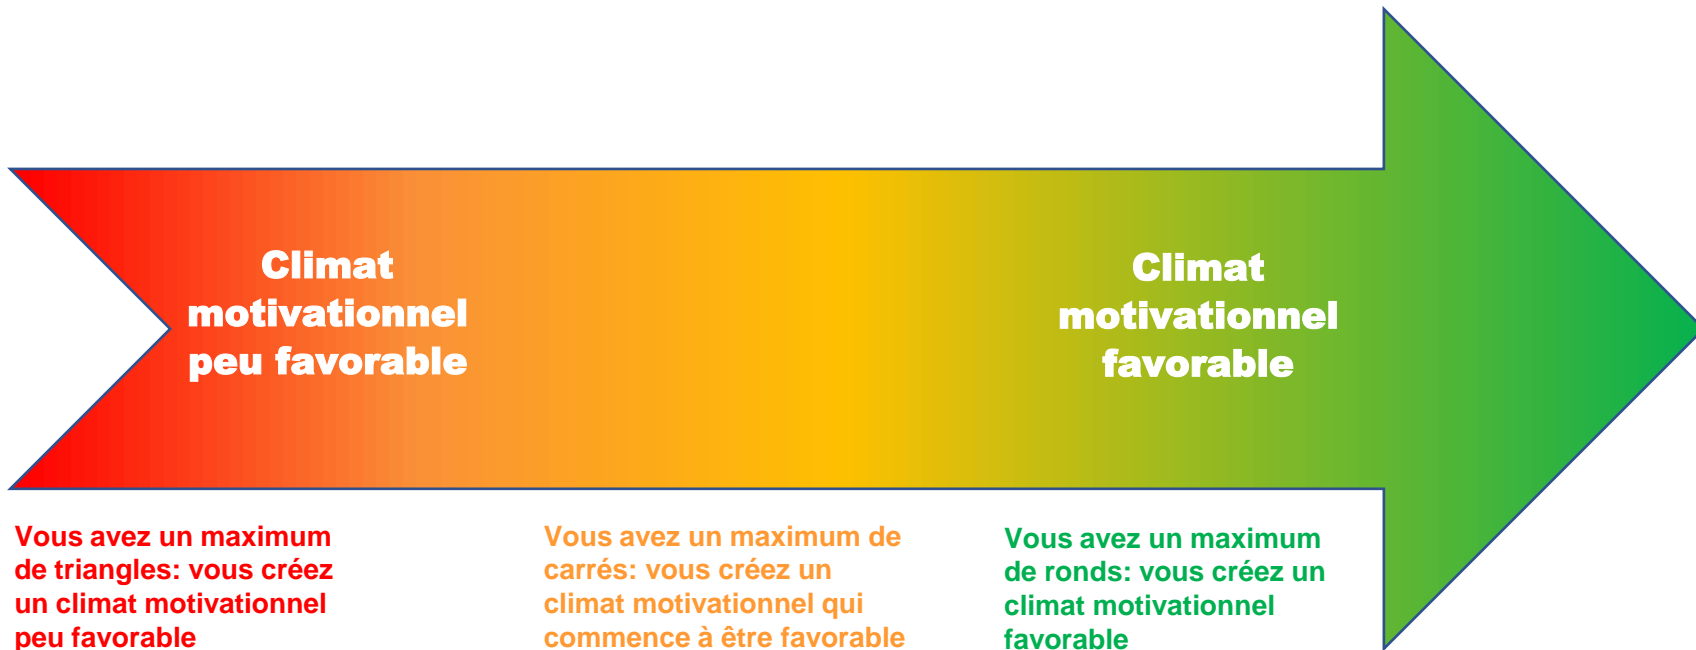 Climat
motivationnel
peu favorable
Climat
motivationnel
favorable
Vous avez un maximum
de triangles: vous créez
un climat motivationnel
peu favorable
Vous avez un maximum de
carrés: vous créez un
climat motivationnel qui
commence à être favorable
Vous avez un maximum
de ronds: vous créez un
climat motivationnel
favorable